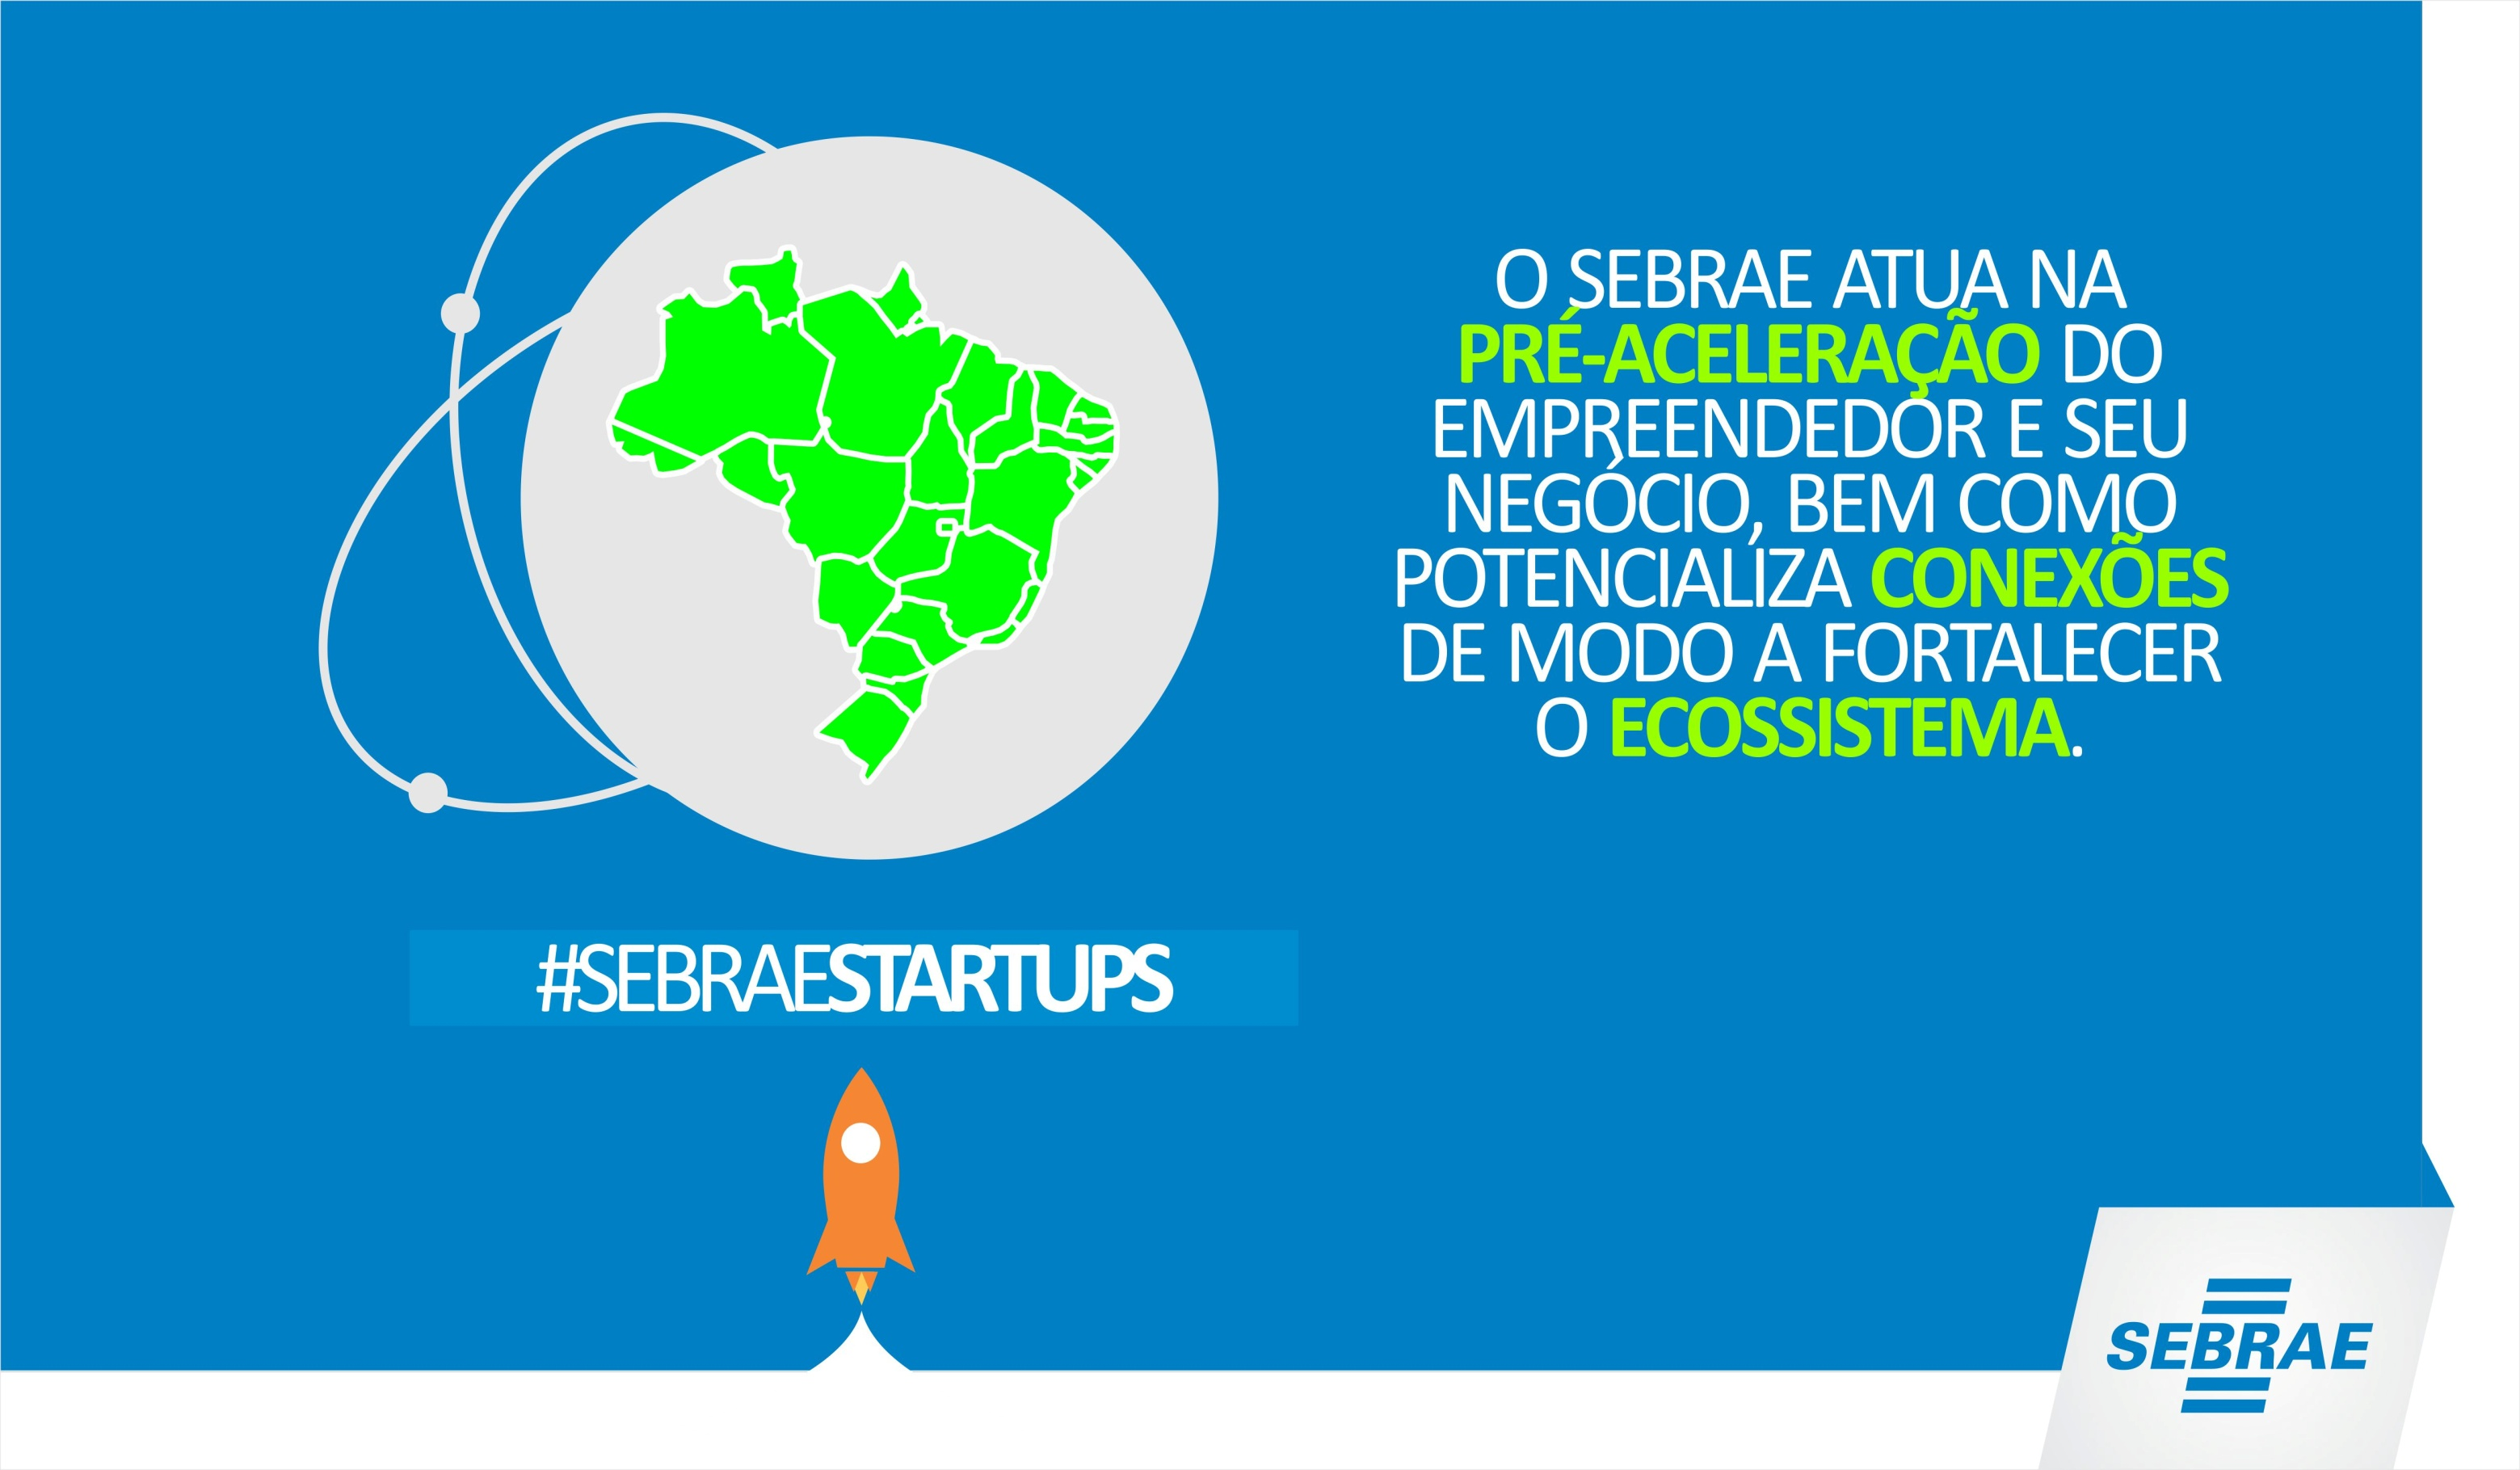 O SEBRAE ATUA NA
PRÉ-ACELERAÇÃO DO
EMPREENDEDOR E SEU
NEGÓCIO, BEM COMO
POTENCIALIZA CONEXÕES
DE MODO A FORTALECER
O ECOSSISTEMA.
#SEBRAESTARTUPS
SEBRAE